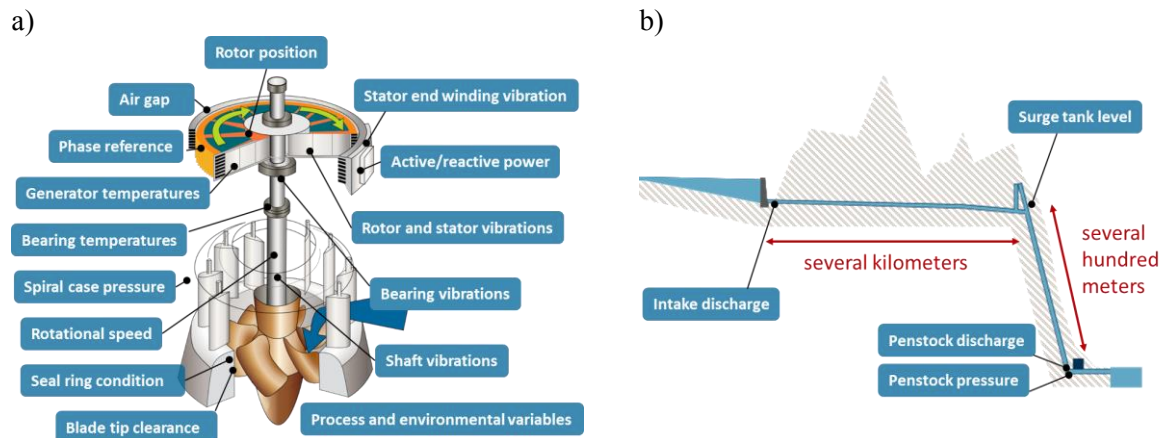 a)
Rotor position
Air gap
Stator end winding vibration
Phase reference
Active/reactive power
Generator temperatures
Bearing temperatures
Rotor and stator vibrations
Spiral case pressure
Bearing vibrations
Rotational speed
Shaft vibrations
Seal ring condition
Blade tip clearance
Process and environmental variables
b)
Surge tank level
several kilometers
several
hundred
meters
Intake discharge
Penstock discharge
Penstock pressure